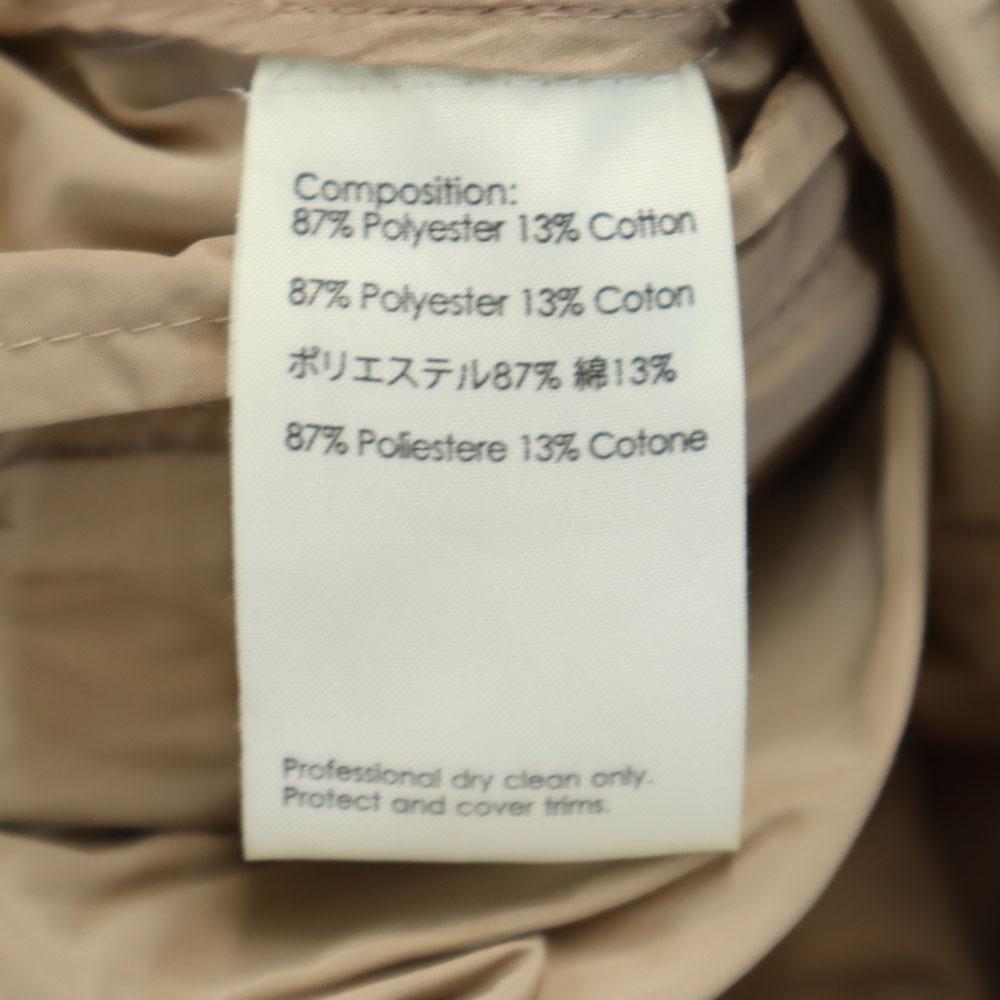 Composition:
87% Polyester 13% Cotton
87% Polyester 13% Coton
ポリエステル87% 綿13%
87% Poliestere 13% Cotone
Professional dry clean only.
Protect and cover trims.